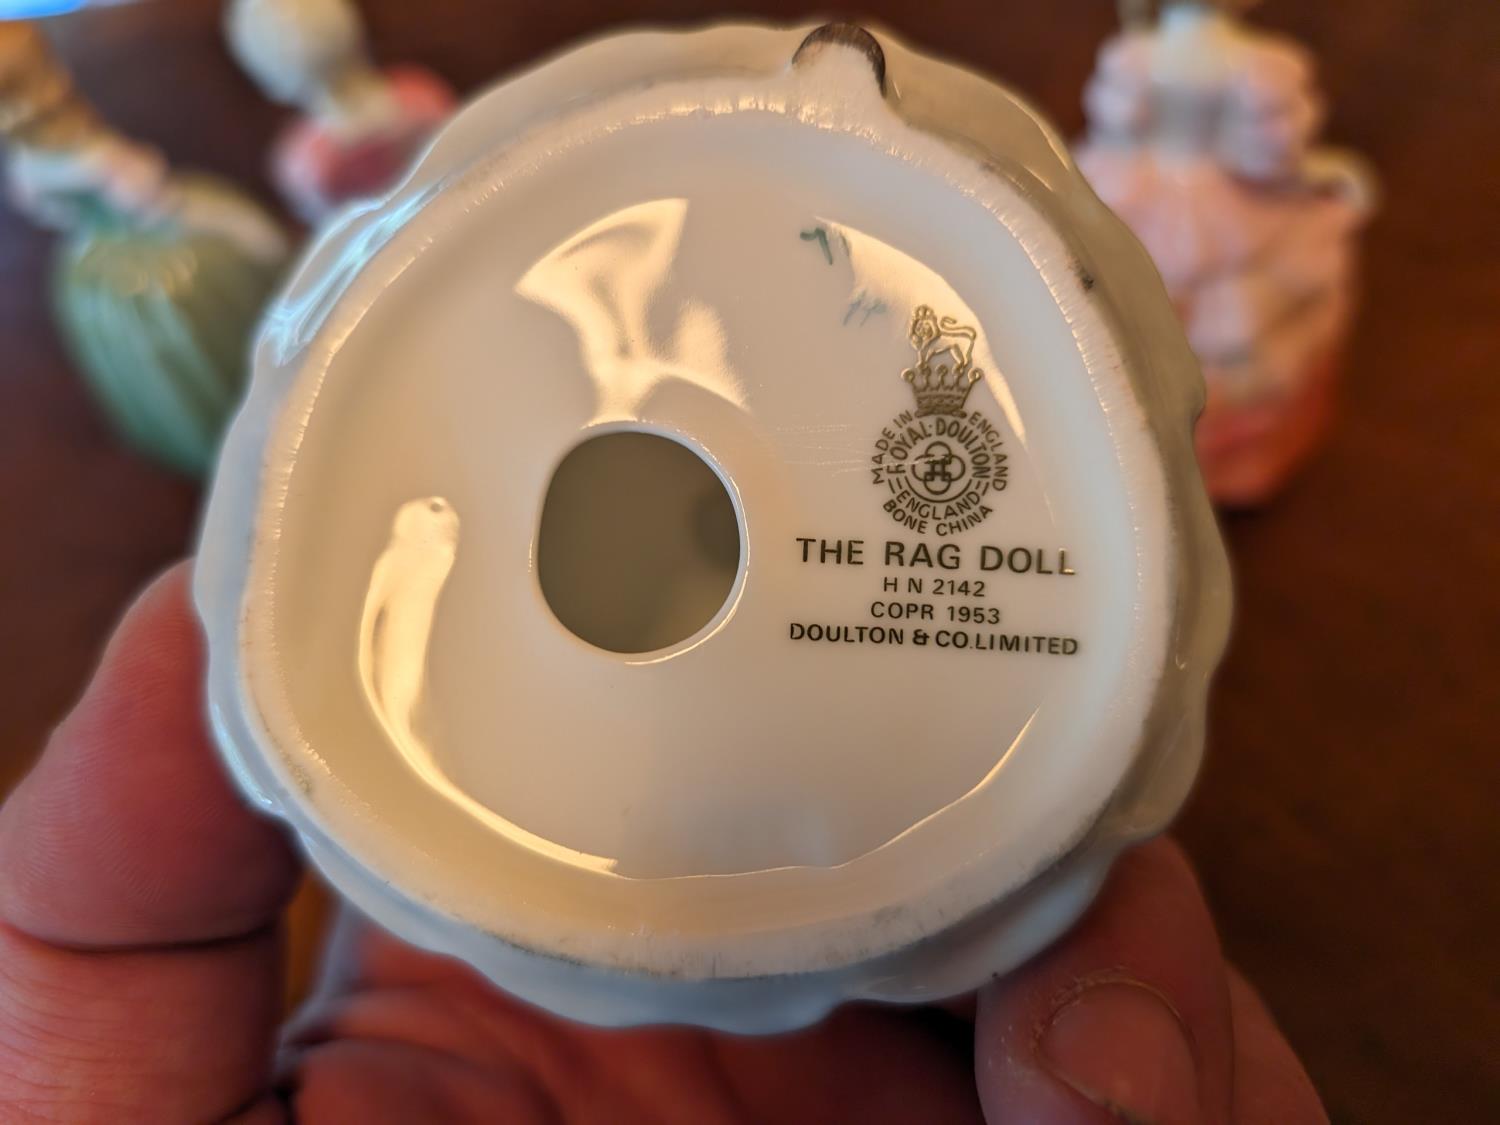 MADE IN ENGLAND
ROYAL·DOULTON
ENGLAND
BONE CHINA
THE RAG DOLL
H N 2142
COPR 1953
DOULTON & CO. LIMITED